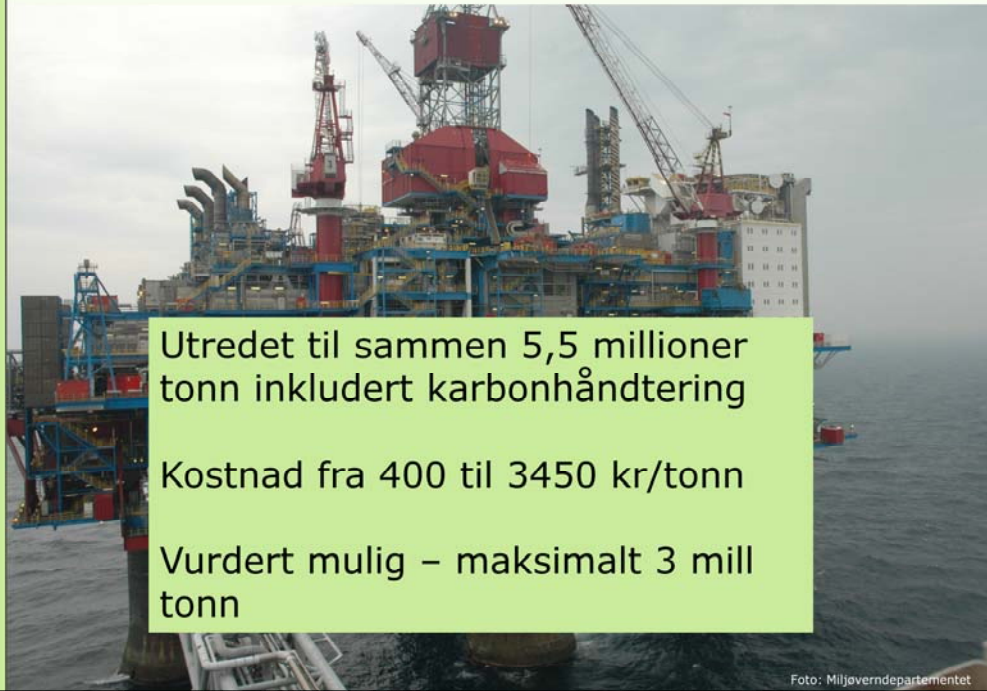 Utredet til sammen 5,5 millioner
tonn inkludert karbonhåndtering
Kostnad fra 400 til 3450 kr/tonn
Vurdert mulig – maksimalt 3 mill
tonn
Foto: Miljøverndepartementet